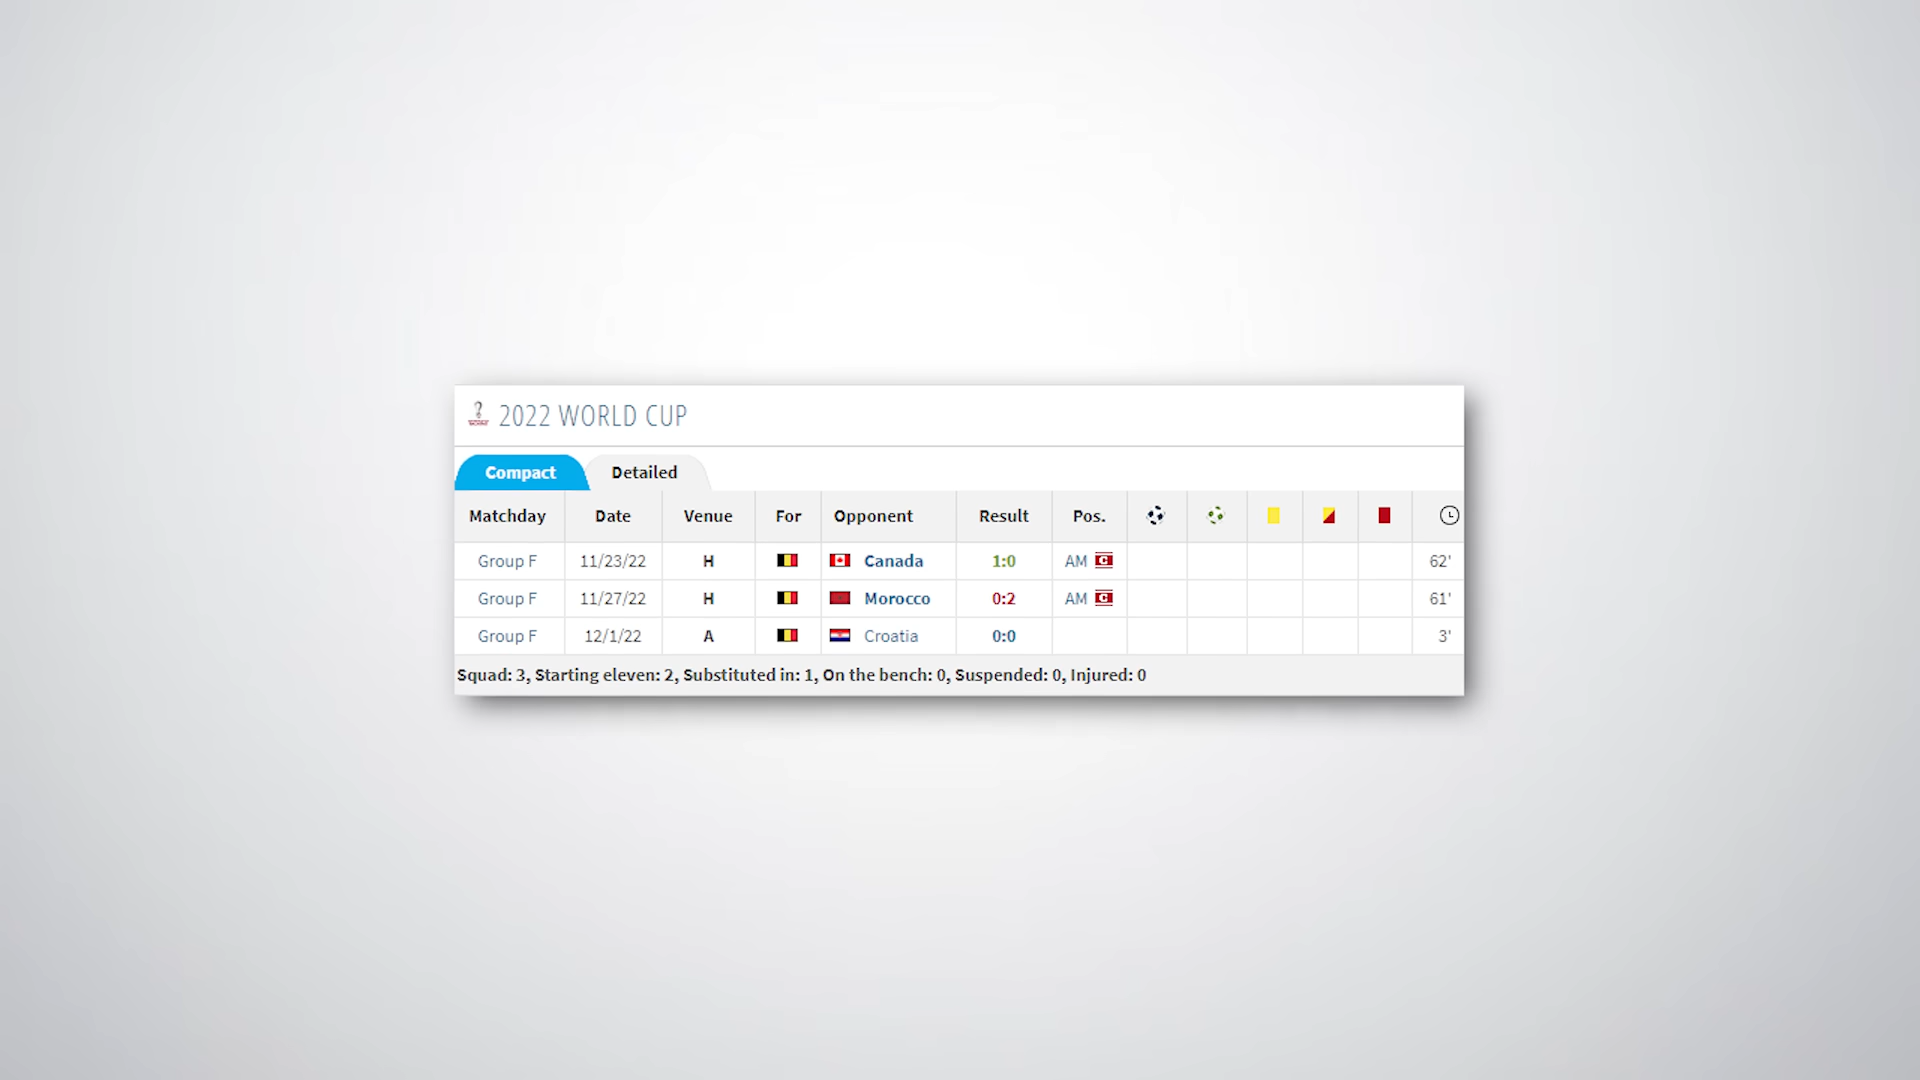 2022 WORLD CUP
Compact Detailed
Matchday Date Venue For Opponent Result Pos.
Group F 11/23/22 H Canada 1:0 AM C 62'
Group F 11/27/22 H Morocco 0:2 AM C 61'
Group F 12/1/22 A Croatia 0:0 3'
Squad: 3, Starting eleven: 2, Substituted in: 1, On the bench: 0, Suspended: 0, Injured: 0